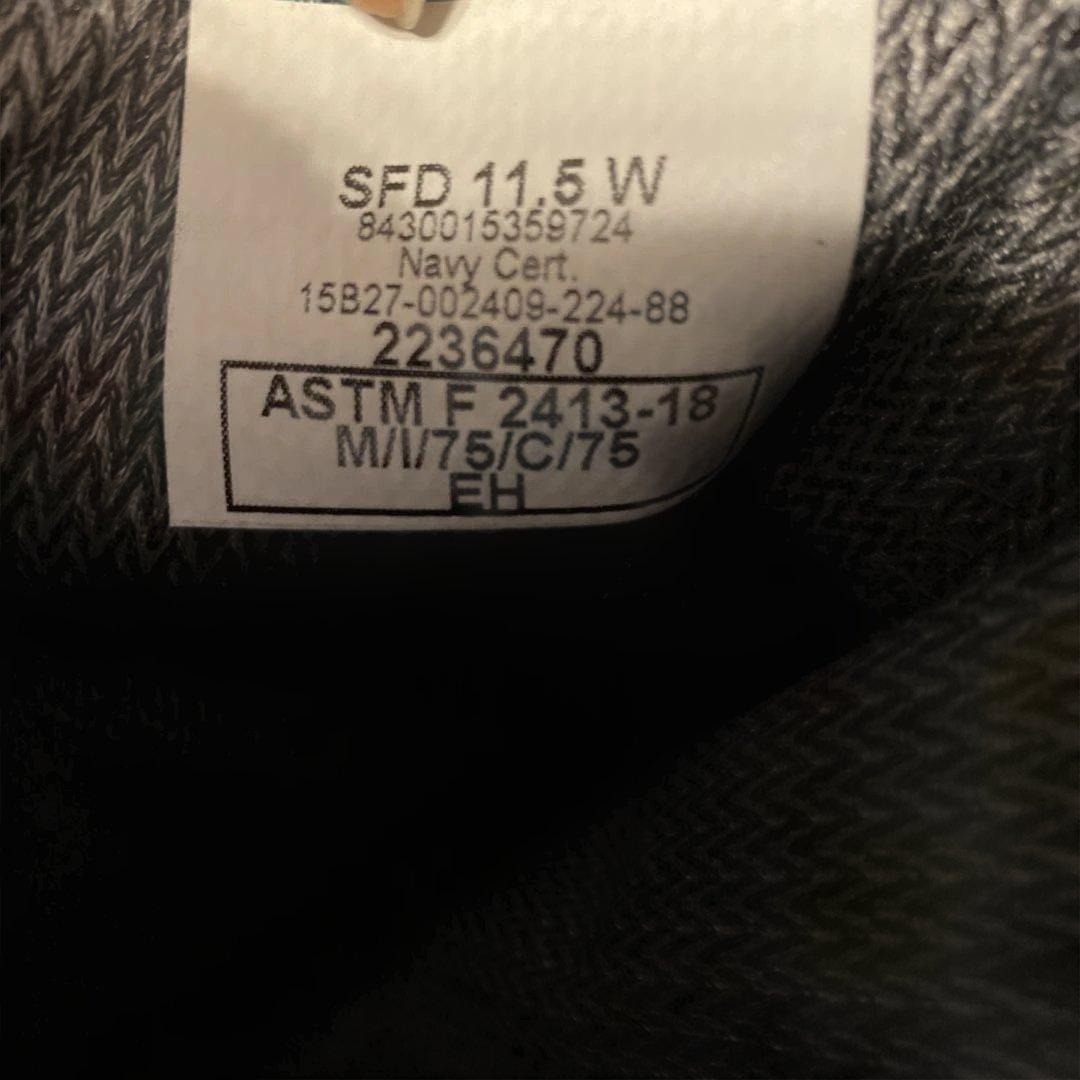 SFD 11.5 W
8430015359724
Navy Cert.
15B27-002409-224-88
2236470
ASTM F 2413-18
M/I/75/C/75
EH